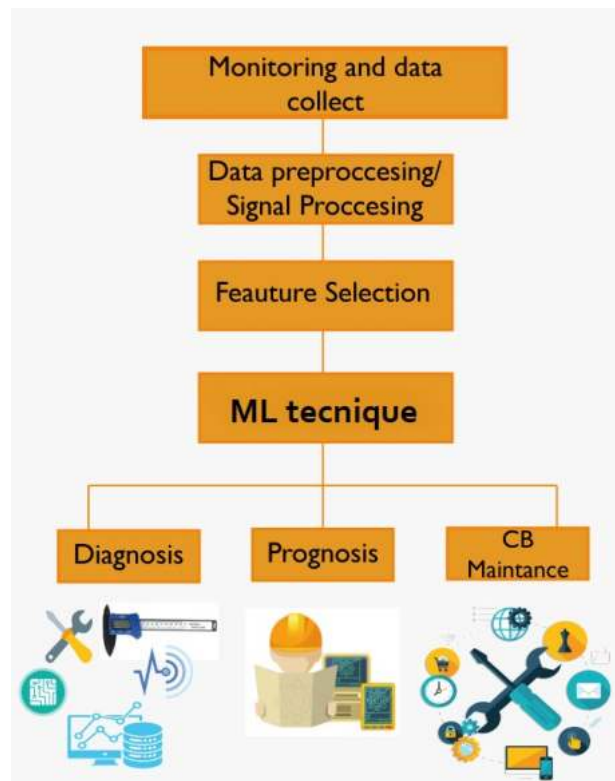 Monitoring and data
collect
Data preproccesing/
Signal Proccesing
Feauture Selection
ML tecnique
Diagnosis
Prognosis
CB
Maintance